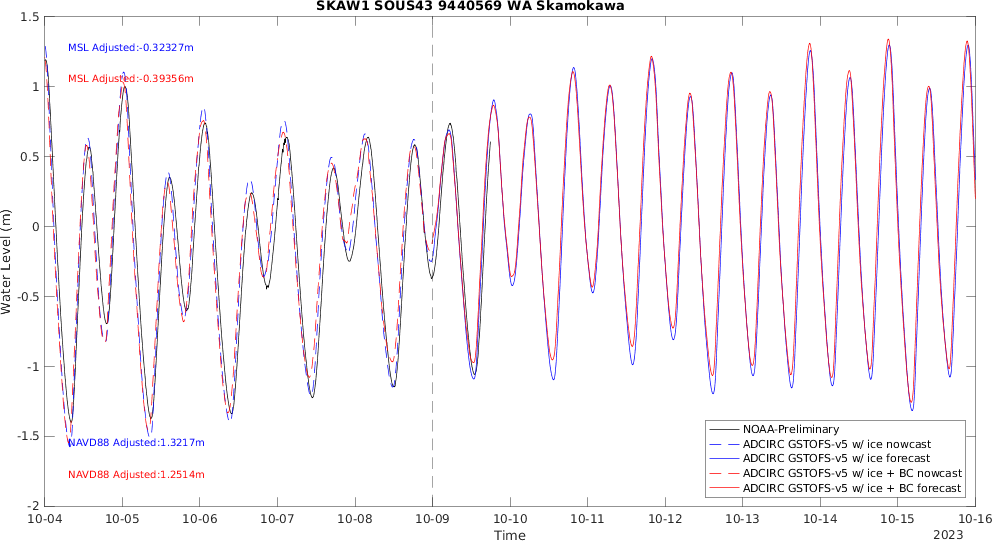 SKAW1 SOUS43 9440569 WA Skamokawa
1.5
1
0.5
0
-0.5
-1
-1.5
-2
Water Level (m)
MSL Adjusted:-0.32327m
MSL Adjusted:-0.39356m
NAVD88 Adjusted:1.3217m
NAVD88 Adjusted:1.2514m
NOAA-Preliminary
ADCIRC GSTOFS-v5 w/ ice nowcast
ADCIRC GSTOFS-v5 w/ ice forecast
ADCIRC GSTOFS-v5 w/ ice + BC nowcast
ADCIRC GSTOFS-v5 w/ ice + BC forecast
10-04 10-05 10-06 10-07 10-08 10-09 10-10 10-11 10-12 10-13 10-14 10-15 10-16
Time
2023